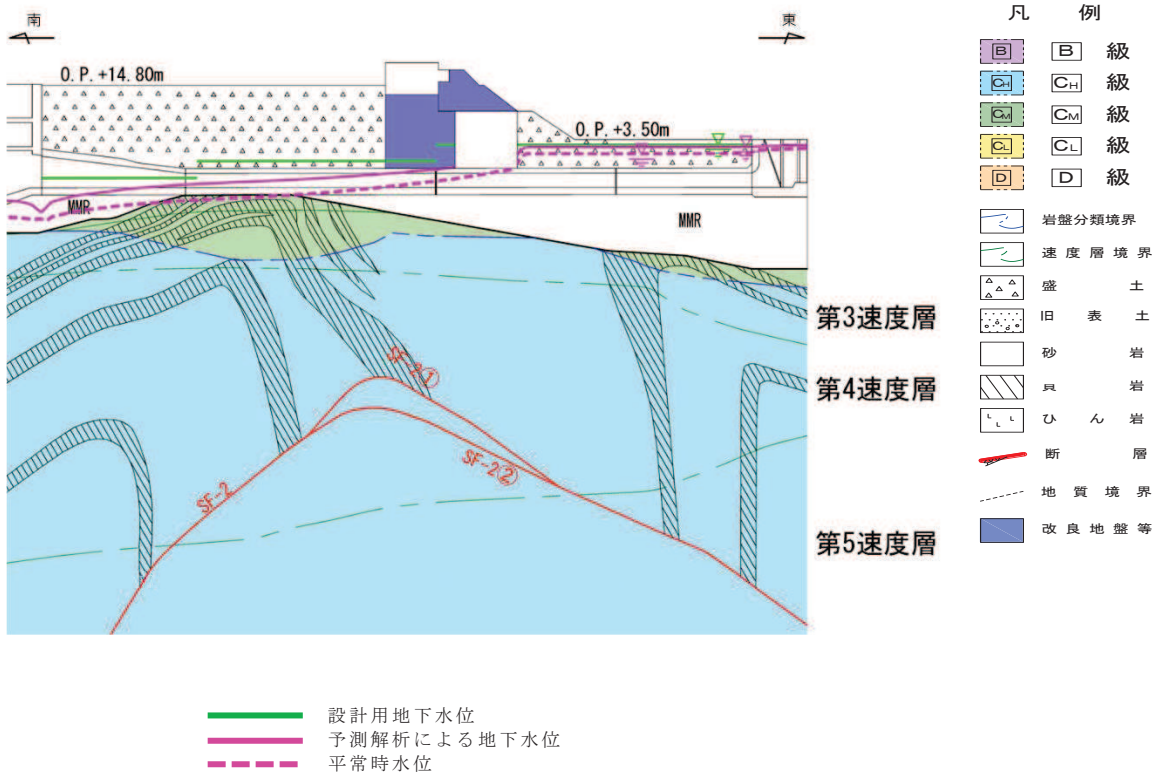 南
東
O.P.+14.80m
O.P.+3.50m
MMR
MMR
SF-2①
SF-2②
SF-2
第3速度層
第4速度層
第5速度層
凡 例
B B 級
CH CH 級
CM CM 級
CL CL 級
D D 級
岩盤分類境界
速度層境界
盛 土
旧 表 土
砂 岩
頁 岩
ひ ん 岩
断 層
地 質 境 界
改 良 地 盤 等
設計用地下水位
予測解析による地下水位
平常時水位